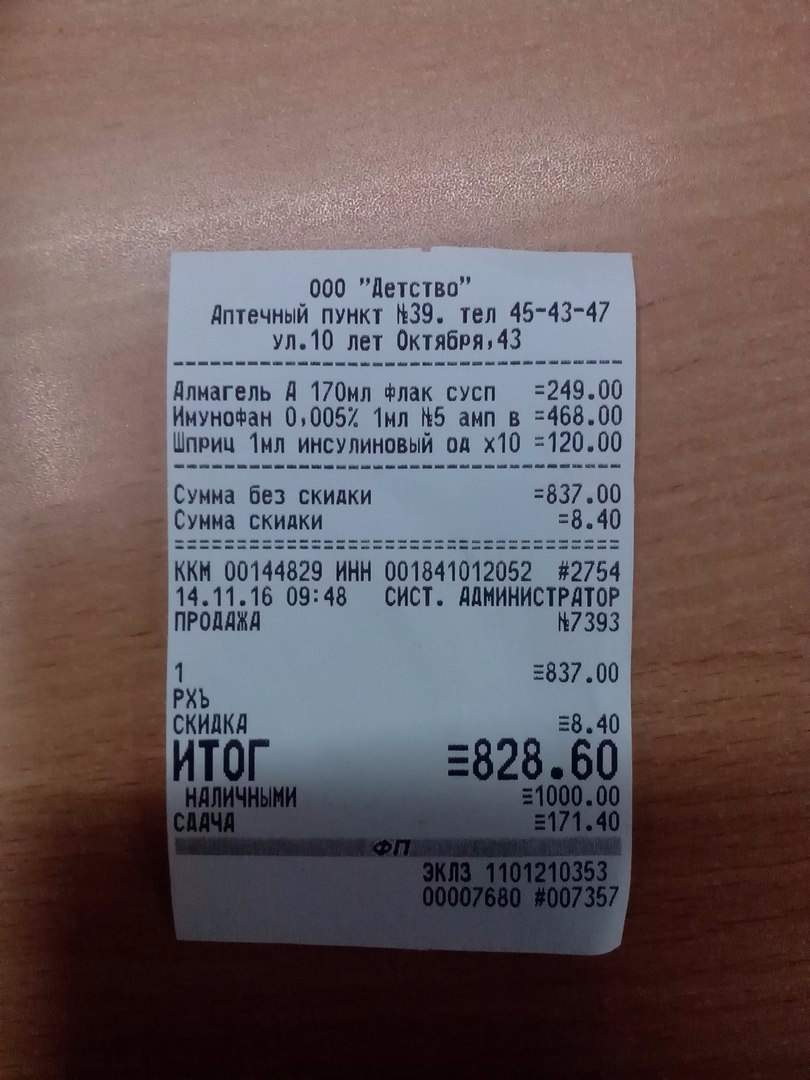 ООО "Детство"
Аптечный пункт №39. тел 45-43-47
ул.10 лет Октября,43
Алмагель А 170мл флак сусп =249.00
Имунофан 0,005% 1мл №5 амп в =468.00
Шприц 1мл инсулиновый од х10 =120.00
Сумма без скидки =837.00
Сумма скидки =8.40
ККМ 00144829 ИНН 001841012052 #2754
14.11.16 09:48 СИСТ. АДМИНИСТРАТОР
ПРОДАЖА №7393
1 ≡837.00
РХЪ
СКИДКА ≡8.40
ИТОГ ≡828.60
НАЛИЧНЫМИ ≡1000.00
СДАЧА ≡171.40
ФП
ЭКЛЗ 1101210353
00007680 #007357